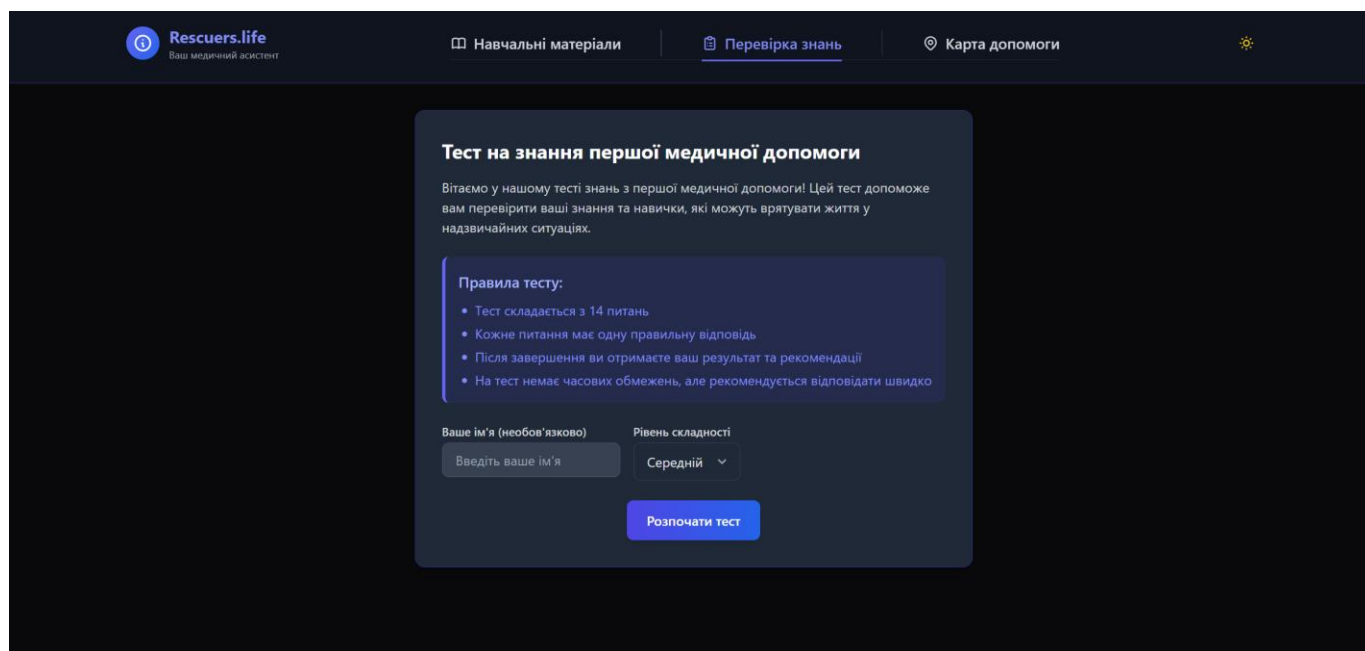 Rescuers.life
Ваш медичний асистент
Навчальні матеріали
Перевірка знань
Карта допомоги
Тест на знання першої медичної допомоги
Вітаємо у нашому тесті знань з першої медичної допомоги! Цей тест допоможе
вам перевірити ваші знання та навички, які можуть врятувати життя у
надзвичайних ситуаціях.
Правила тесту:
• Тест складається з 14 питань
• Кожне питання має одну правильну відповідь
• Після завершення ви отримаєте ваш результат та рекомендації
• На тест немає часових обмежень, але рекомендується відповідати швидко
Ваше ім'я (необов'язково)
Рівень складності
Введіть ваше ім'я
Середній
Розпочати тест